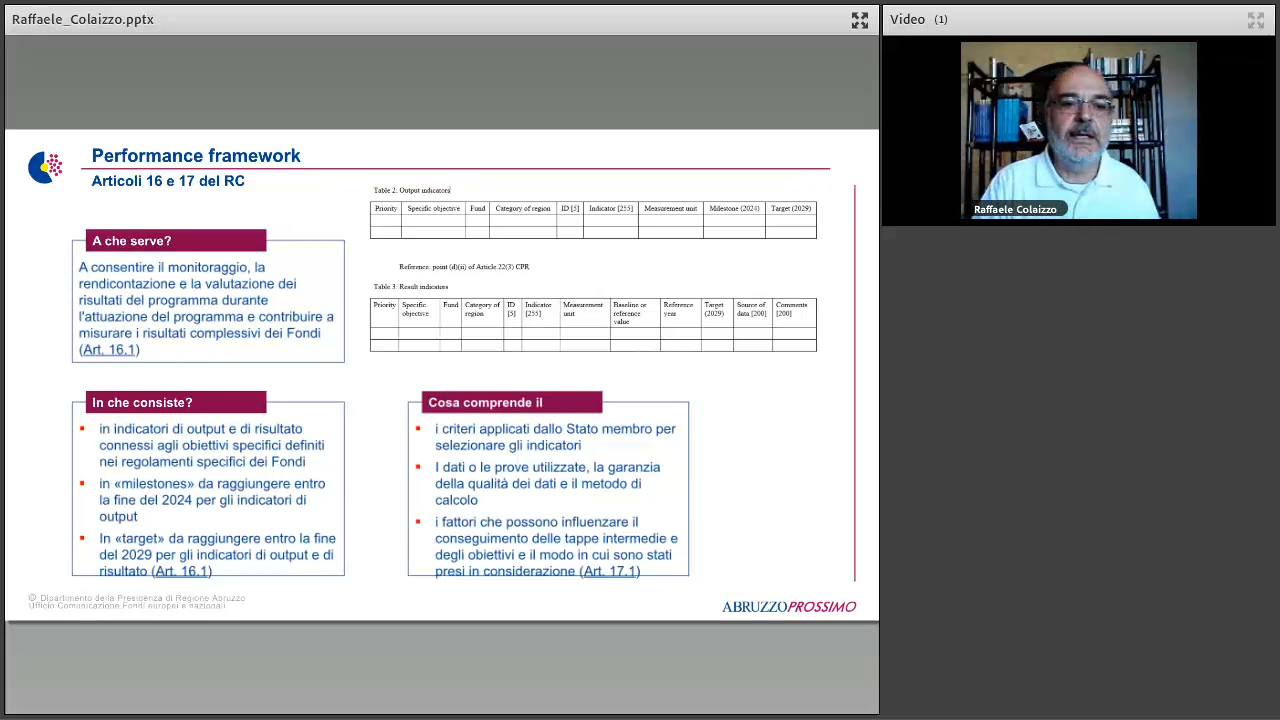 Raffaele_Colaizzo.pptx
Video (1)
Raffaele Colaizzo
Performance framework
Articoli 16 e 17 del RC
Table 2: Output indicators
Priority Specific objective Fund Category of region ID [5] Indicator [255] Measurement unit Milestone (2024) Target (2029)
Reference: point (d)(ii) of Article 22(3) CPR
Table 3: Result indicators
Priority Specific objective Fund Category of region ID [5] Indicator [255] Measurement unit Baseline or reference value Reference year Target (2029) Source of data [200] Comments [200]
A che serve?
A consentire il monitoraggio, la
rendicontazione e la valutazione dei
risultati del programma durante
l'attuazione del programma e contribuire a
misurare i risultati complessivi dei Fondi
(Art. 16.1)
In che consiste?
in indicatori di output e di risultato
connessi agli obiettivi specifici definiti
nei regolamenti specifici dei Fondi
in «milestones» da raggiungere entro
la fine del 2024 per gli indicatori di
output
In «target» da raggiungere entro la fine
del 2029 per gli indicatori di output e di
risultato (Art. 16.1)
Cosa comprende il
i criteri applicati dallo Stato membro per
selezionare gli indicatori
I dati o le prove utilizzate, la garanzia
della qualità dei dati e il metodo di
calcolo
i fattori che possono influenzare il
conseguimento delle tappe intermedie e
degli obiettivi e il modo in cui sono stati
presi in considerazione (Art. 17.1)
© Dipartimento della Presidenza di Regione Abruzzo
Ufficio Comunicazione Fondi europei e nazionali
ABRUZZOPROSSIMO